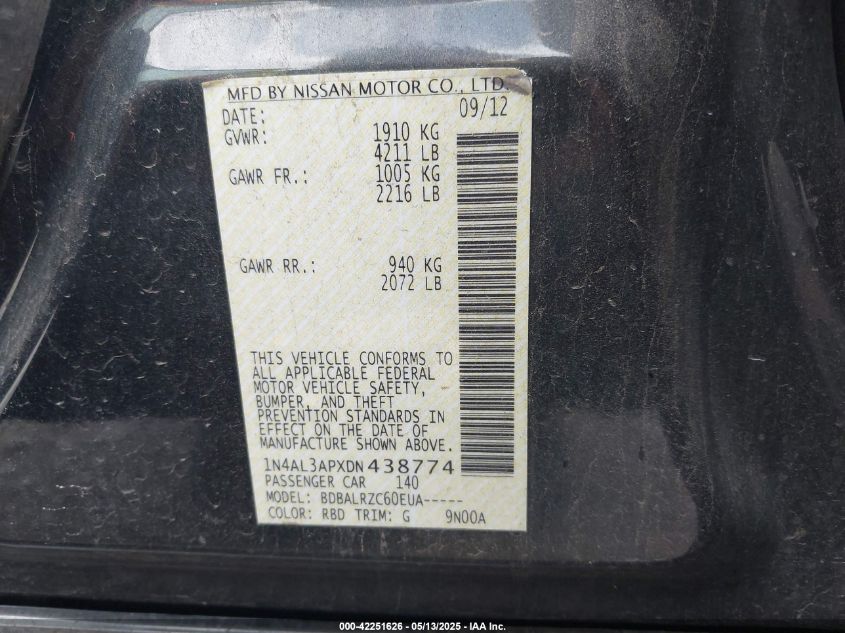 MFD BY NISSAN MOTOR CO., LTD.
DATE: 09/12
GVWR: 1910 KG
4211 LB
GAWR FR.: 1005 KG
2216 LB
GAWR RR.: 940 KG
2072 LB
THIS VEHICLE CONFORMS TO
ALL APPLICABLE FEDERAL
MOTOR VEHICLE SAFETY,
BUMPER, AND THEFT
PREVENTION STANDARDS IN
EFFECT ON THE DATE OF
MANUFACTURE SHOWN ABOVE.
1N4AL3APXDN438774
PASSENGER CAR 140
MODEL: BDBALRZC60EUA-----
COLOR: RBD TRIM: G 9N00A
000-42251626 - 05/13/2025 - IAA Inc.